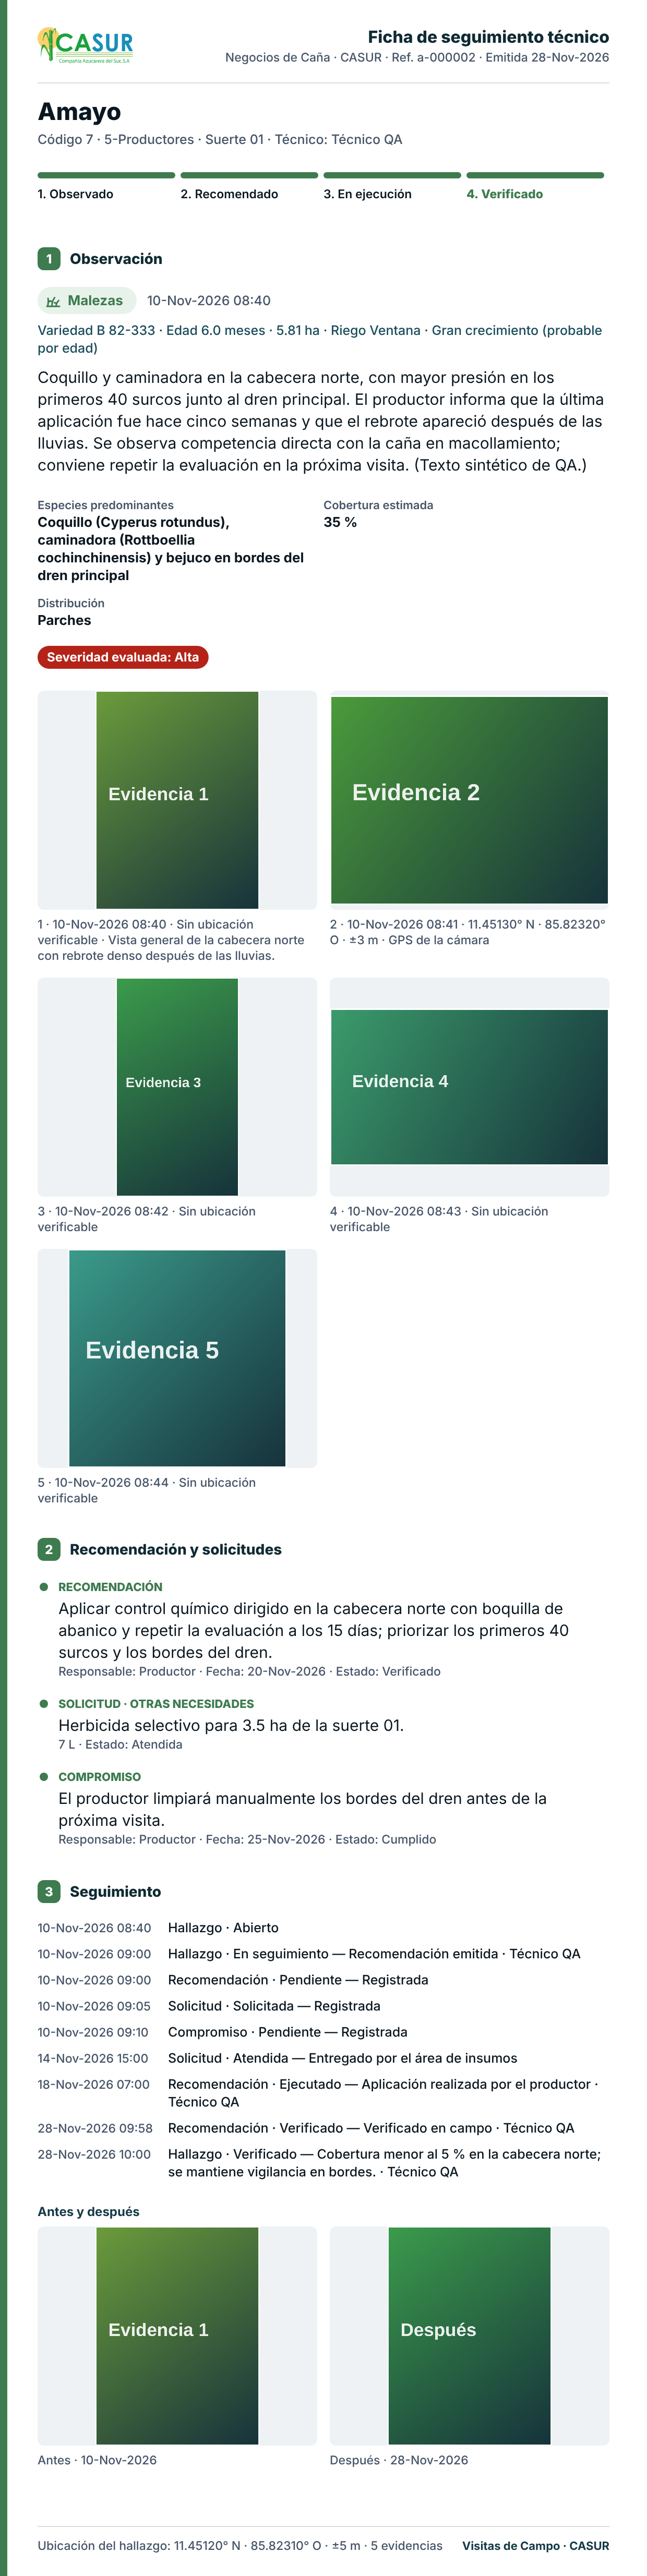 CASUR
Compañía Azucarera del Sur, S.A
Ficha de seguimiento técnico
Negocios de Caña · CASUR · Ref. a-000002 · Emitida 28-Nov-2026
Amayo
Código 7 · 5-Productores · Suerte 01 · Técnico: Técnico QA
1. Observado
2. Recomendado
3. En ejecución
4. Verificado
1 Observación
Malezas 10-Nov-2026 08:40
Variedad B 82-333 · Edad 6.0 meses · 5.81 ha · Riego Ventana · Gran crecimiento (probable
por edad)
Coquillo y caminadora en la cabecera norte, con mayor presión en los
primeros 40 surcos junto al dren principal. El productor informa que la última
aplicación fue hace cinco semanas y que el rebrote apareció después de las
lluvias. Se observa competencia directa con la caña en macollamiento;
conviene repetir la evaluación en la próxima visita. (Texto sintético de QA.)
Especies predominantes
Coquillo (Cyperus rotundus),
caminadora (Rottboellia
cochinchinensis) y bejuco en bordes del
dren principal
Cobertura estimada
35 %
Distribución
Parches
Severidad evaluada: Alta
Evidencia 1
1 · 10-Nov-2026 08:40 · Sin ubicación
verificable · Vista general de la cabecera norte
con rebrote denso después de las lluvias.
Evidencia 2
2 · 10-Nov-2026 08:41 · 11.45130° N · 85.82320°
O · ±3 m · GPS de la cámara
Evidencia 3
3 · 10-Nov-2026 08:42 · Sin ubicación
verificable
Evidencia 4
4 · 10-Nov-2026 08:43 · Sin ubicación
verificable
Evidencia 5
5 · 10-Nov-2026 08:44 · Sin ubicación
verificable
2 Recomendación y solicitudes
RECOMENDACIÓN
Aplicar control químico dirigido en la cabecera norte con boquilla de
abanico y repetir la evaluación a los 15 días; priorizar los primeros 40
surcos y los bordes del dren.
Responsable: Productor · Fecha: 20-Nov-2026 · Estado: Verificado
SOLICITUD · OTRAS NECESIDADES
Herbicida selectivo para 3.5 ha de la suerte 01.
7 L · Estado: Atendida
COMPROMISO
El productor limpiará manualmente los bordes del dren antes de la
próxima visita.
Responsable: Productor · Fecha: 25-Nov-2026 · Estado: Cumplido
3 Seguimiento
10-Nov-2026 08:40 Hallazgo · Abierto
10-Nov-2026 09:00 Hallazgo · En seguimiento — Recomendación emitida · Técnico QA
10-Nov-2026 09:00 Recomendación · Pendiente — Registrada
10-Nov-2026 09:05 Solicitud · Solicitada — Registrada
10-Nov-2026 09:10 Compromiso · Pendiente — Registrada
14-Nov-2026 15:00 Solicitud · Atendida — Entregado por el área de insumos
18-Nov-2026 07:00 Recomendación · Ejecutado — Aplicación realizada por el productor ·
Técnico QA
28-Nov-2026 09:58 Recomendación · Verificado — Verificado en campo · Técnico QA
28-Nov-2026 10:00 Hallazgo · Verificado — Cobertura menor al 5 % en la cabecera norte;
se mantiene vigilancia en bordes. · Técnico QA
Antes y después
Evidencia 1
Después
Antes · 10-Nov-2026
Después · 28-Nov-2026
Ubicación del hallazgo: 11.45120° N · 85.82310° O · ±5 m · 5 evidencias
Visitas de Campo · CASUR